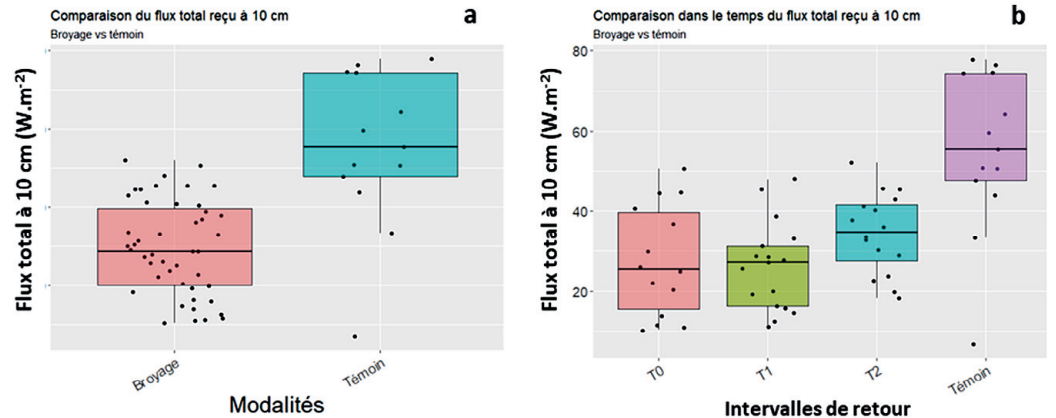 Comparaison du flux total reçu à 10 cm
a
Broyage vs témoin
Flux total à 10 cm (W.m-2)
Broyage
Témoin
Modalités
Comparaison dans le temps du flux total reçu à 10 cm
b
Broyage vs témoin
Flux total à 10 cm (W.m-2)
80
60
40
20
T0
T1
T2
Témoin
Intervalles de retour